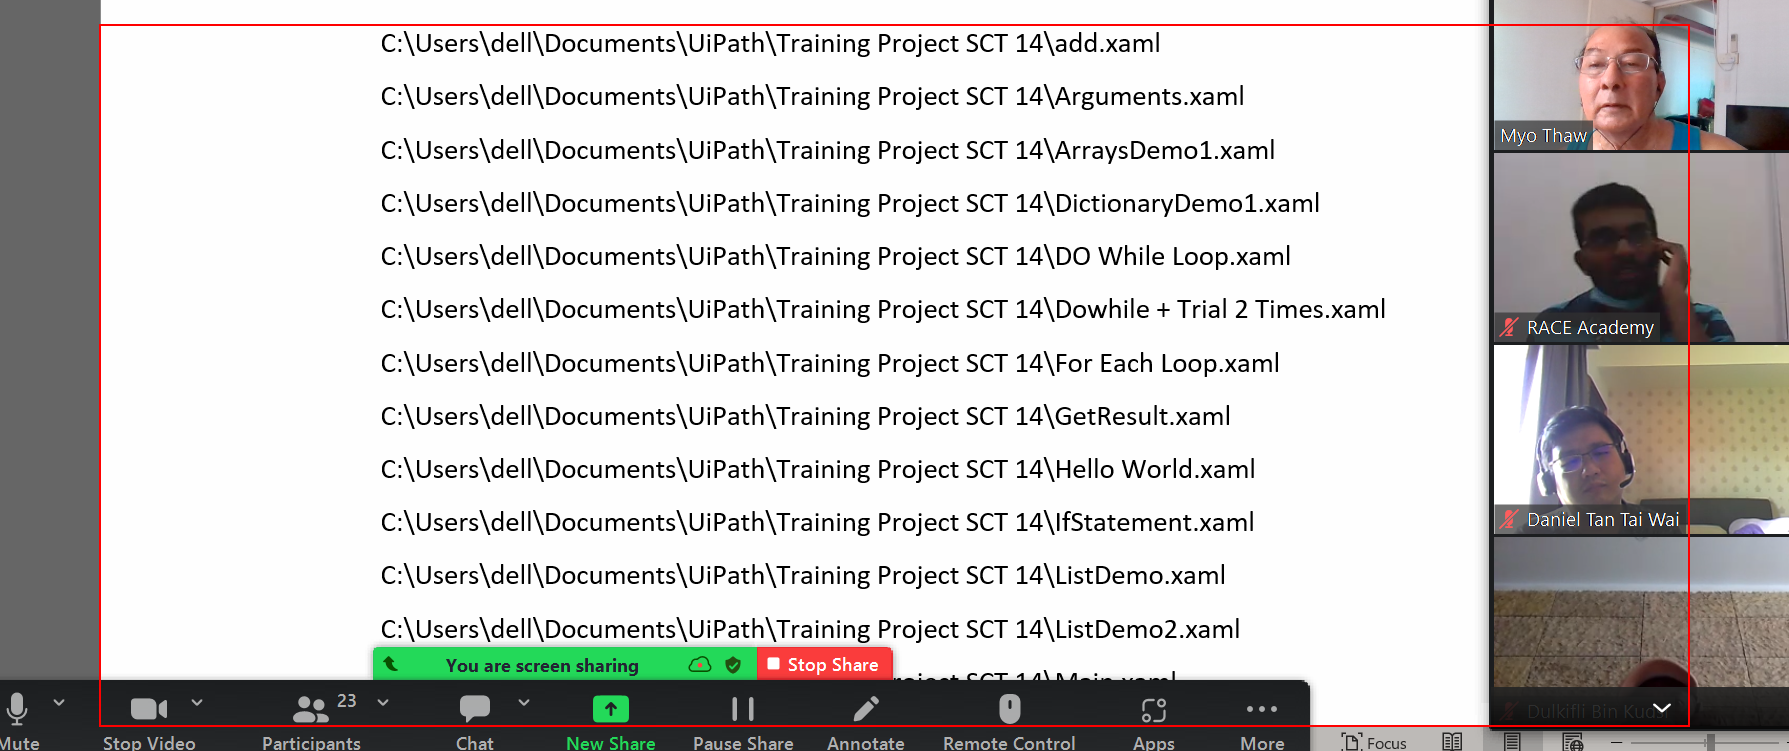 C:\Users\dell\Documents\UiPath\Training Project SCT 14\add.xaml
C:\Users\dell\Documents\UiPath\Training Project SCT 14\Arguments.xaml
C:\Users\dell\Documents\UiPath\Training Project SCT 14\ArraysDemo1.xaml
C:\Users\dell\Documents\UiPath\Training Project SCT 14\DictionaryDemo1.xaml
C:\Users\dell\Documents\UiPath\Training Project SCT 14\DO While Loop.xaml
C:\Users\dell\Documents\UiPath\Training Project SCT 14\Dowhile + Trial 2 Times.xaml
C:\Users\dell\Documents\UiPath\Training Project SCT 14\For Each Loop.xaml
C:\Users\dell\Documents\UiPath\Training Project SCT 14\GetResult.xaml
C:\Users\dell\Documents\UiPath\Training Project SCT 14\Hello World.xaml
C:\Users\dell\Documents\UiPath\Training Project SCT 14\IfStatement.xaml
C:\Users\dell\Documents\UiPath\Training Project SCT 14\ListDemo.xaml
C:\Users\dell\Documents\UiPath\Training Project SCT 14\ListDemo2.xaml
Project SCT 14\Main.xaml
You are screen sharing
Stop Share
Myo Thaw
RACE Academy
Daniel Tan Tai Wai
Dulkifli Bin Kudsi
23
Mute
Stop Video
Participants
Chat
New Share
Pause Share
Annotate
Remote Control
Apps
More
Focus